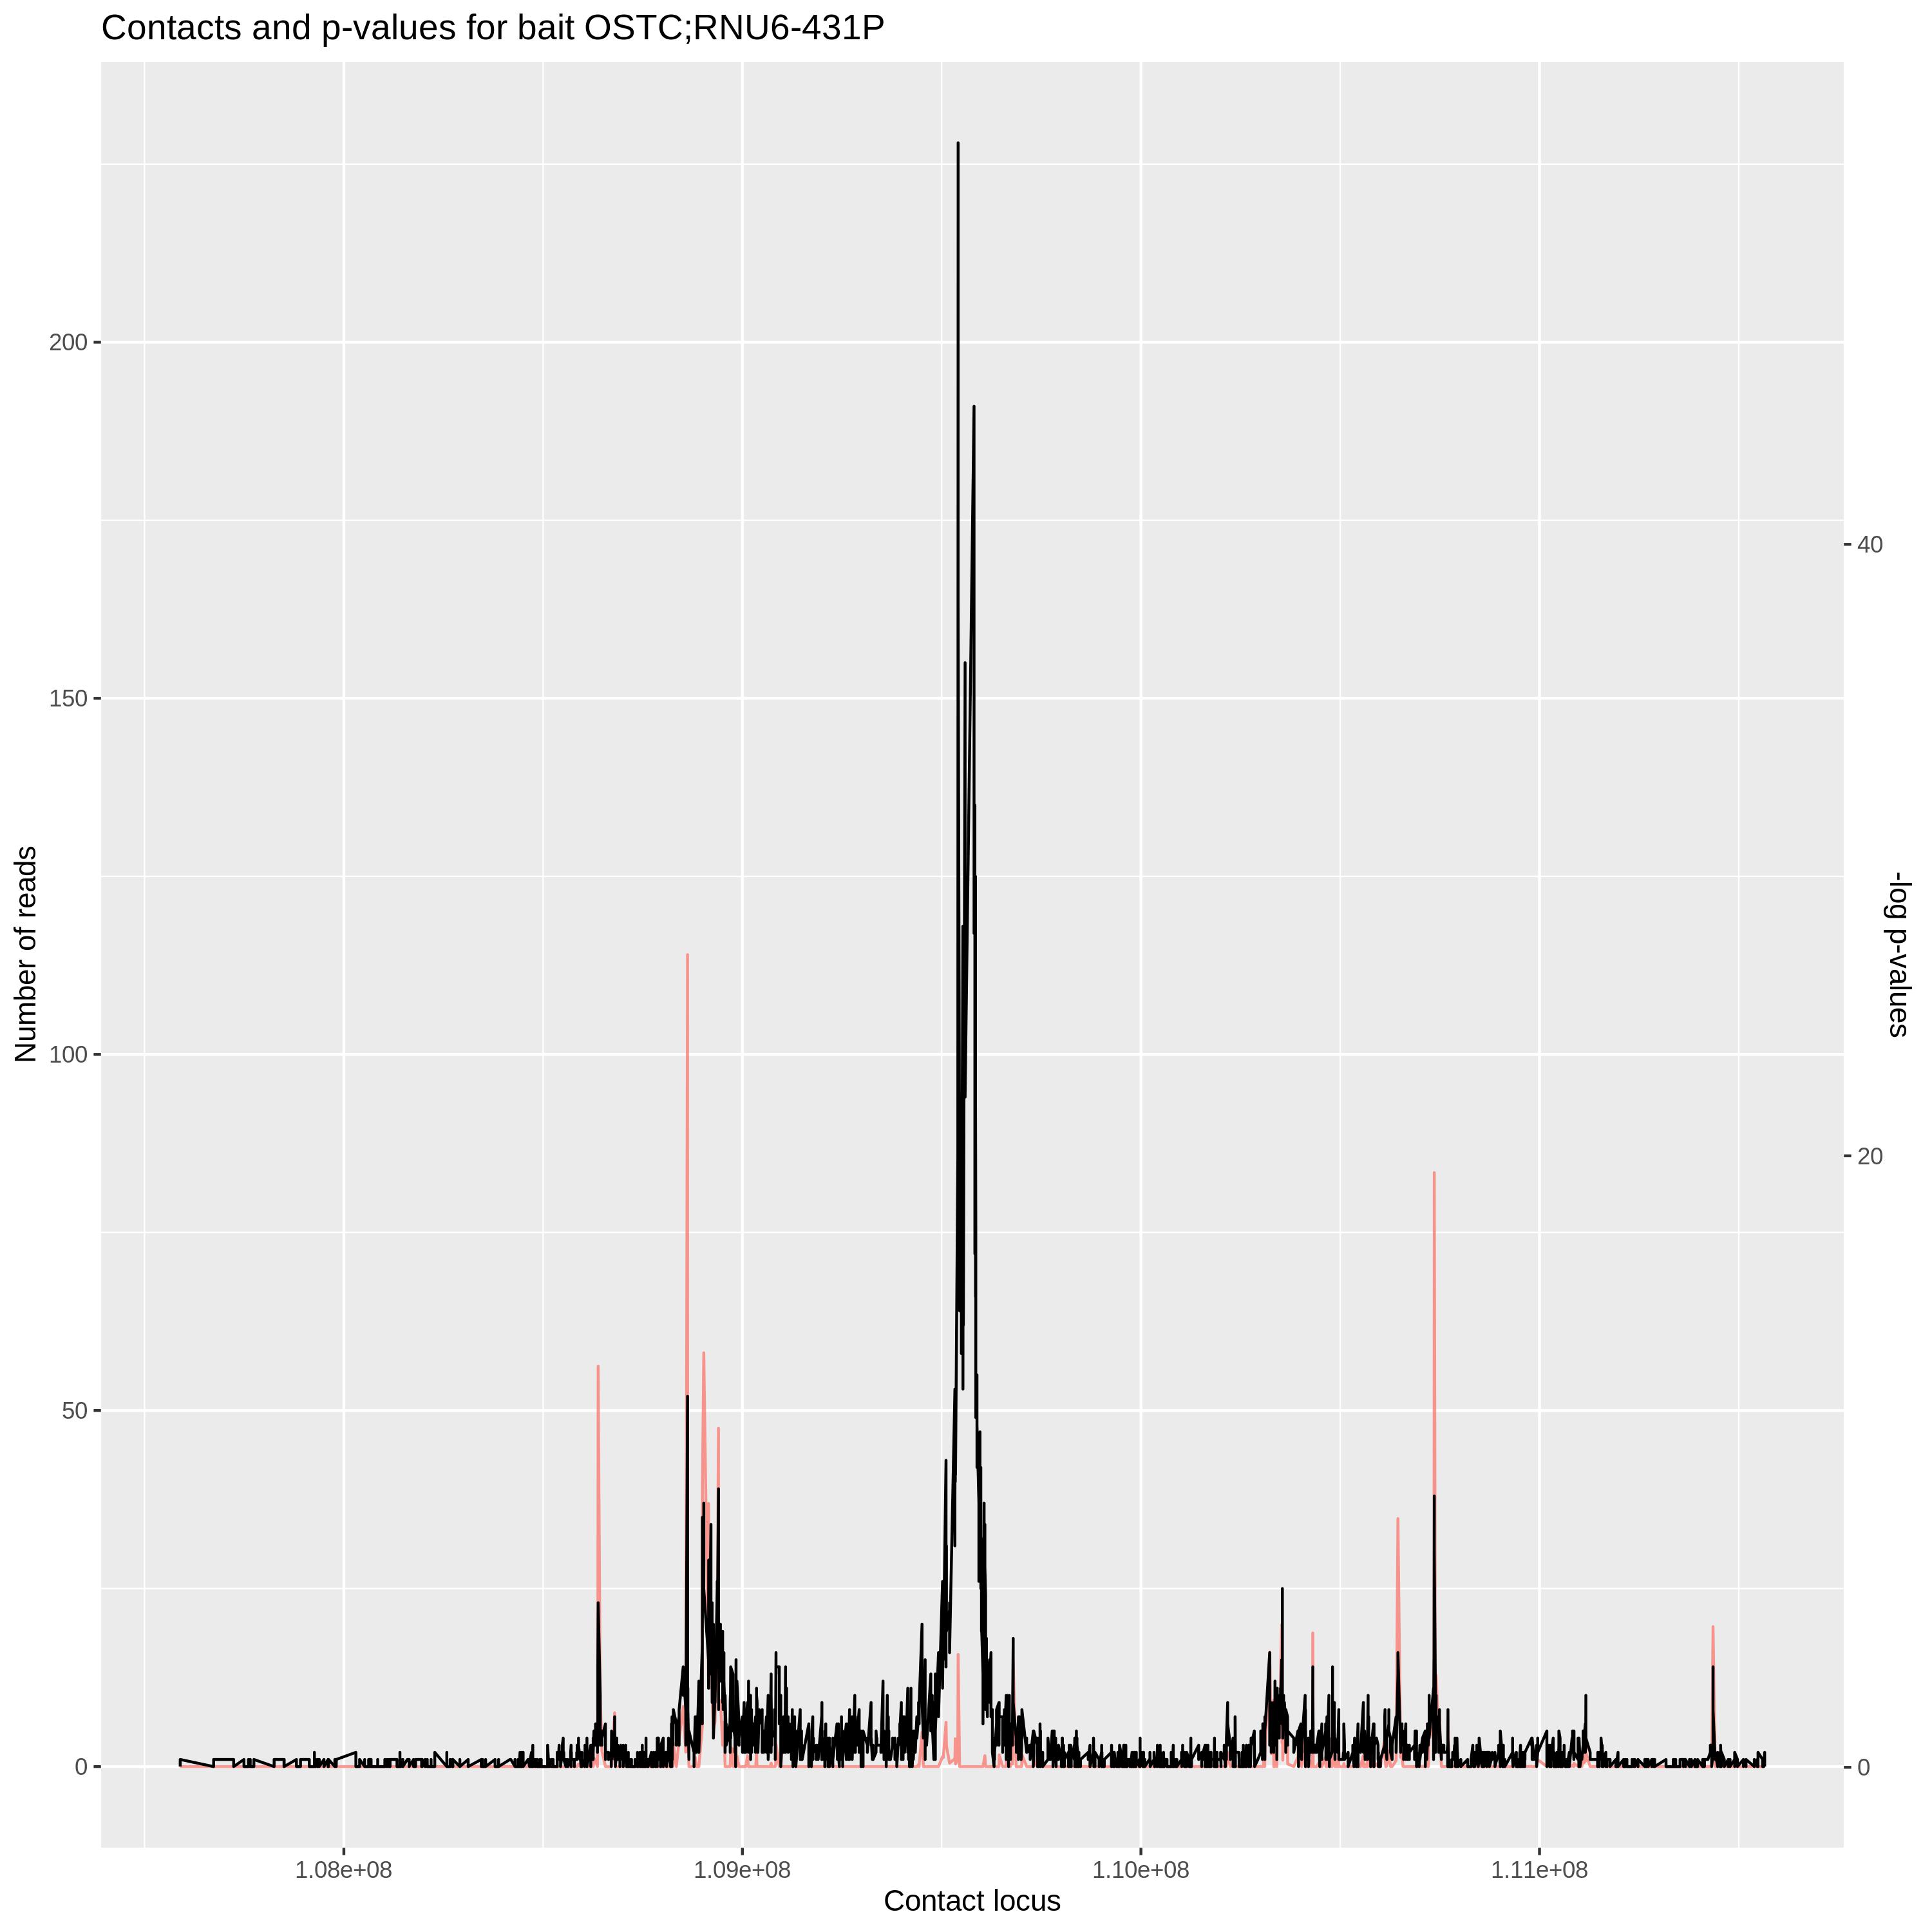 Contacts and p-values for bait OSTC;RNU6-431P
Number of reads
200
150
100
50
0
40
20
0
-log p-values
1.08e+08
1.09e+08
1.10e+08
1.11e+08
Contact locus